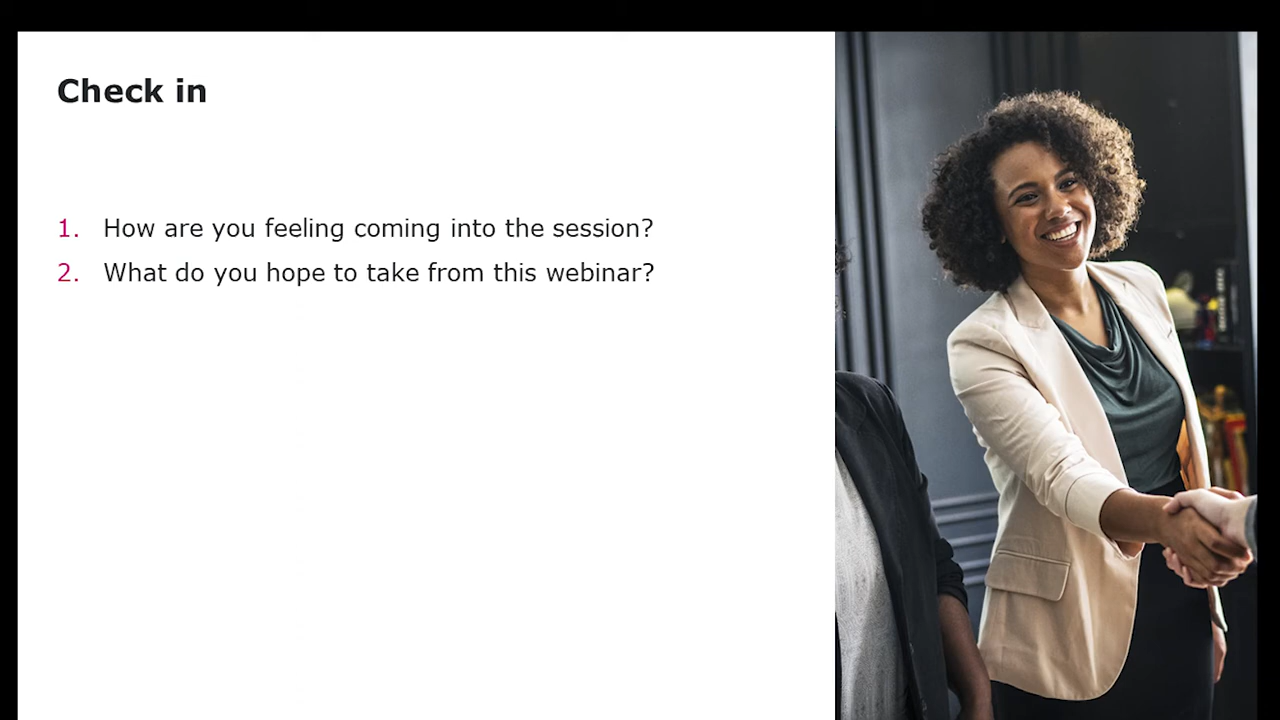 Check in
1. How are you feeling coming into the session?
2. What do you hope to take from this webinar?